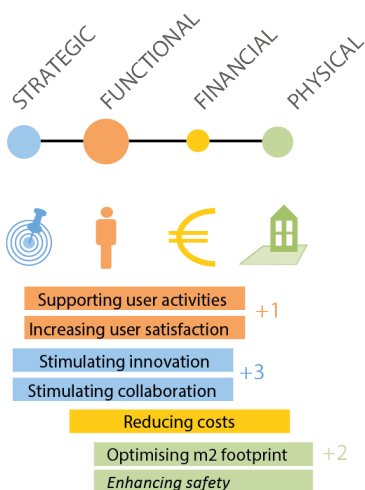 STRATEGIC
FUNCTIONAL
FINANCIAL
PHYSICAL
€
Supporting user activities
Increasing user satisfaction
+1
Stimulating innovation
Stimulating collaboration
+3
Reducing costs
Optimising m2 footprint
Enhancing safety
+2